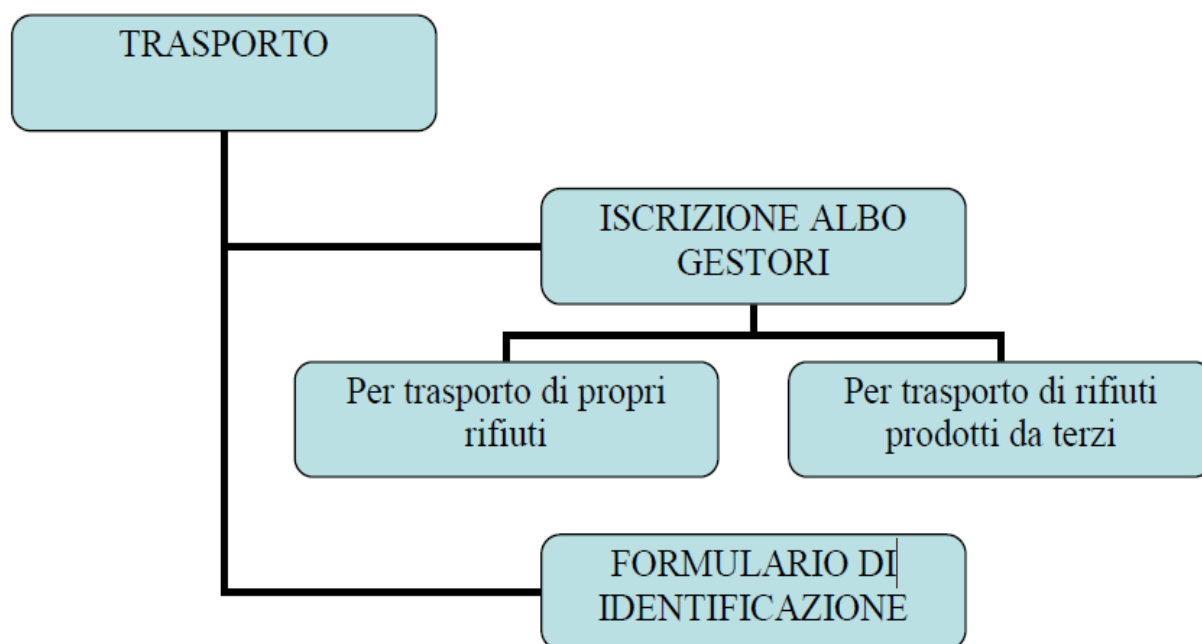 TRASPORTO
ISCRIZIONE ALBO
GESTORI
Per trasporto di propri
rifiuti
Per trasporto di rifiuti
prodotti da terzi
FORMULARIO DI
IDENTIFICAZIONE